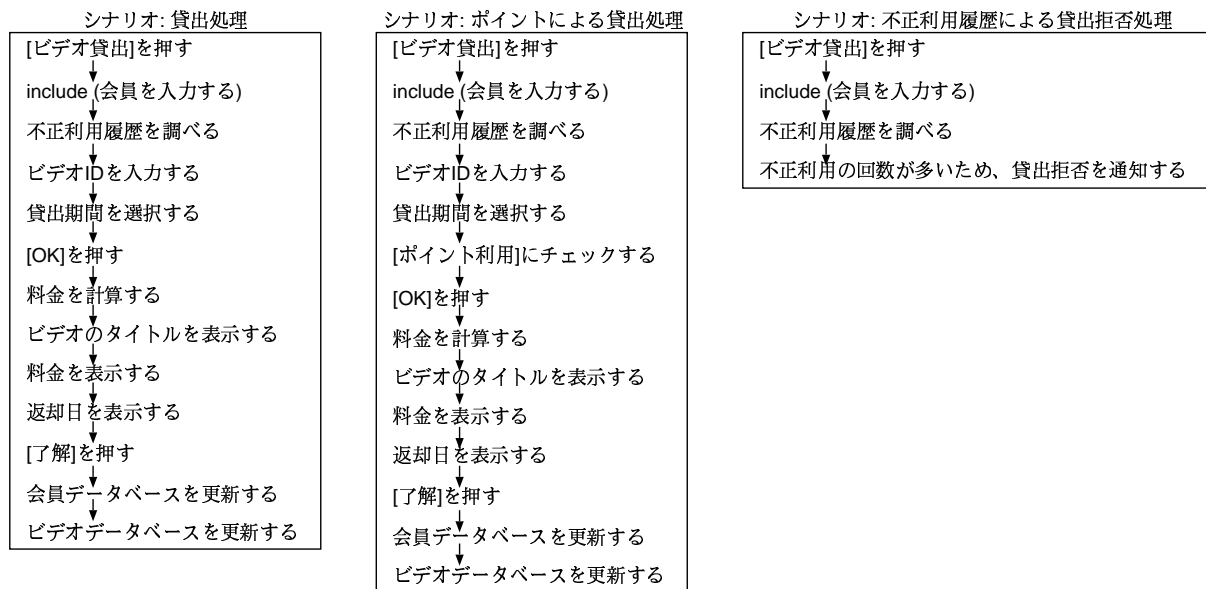 シナリオ: 貸出処理
[ビデオ貸出]を押す
include (会員を入力する)
不正利用履歴を調べる
ビデオIDを入力する
貸出期間を選択する
[OK]を押す
料金を計算する
ビデオのタイトルを表示する
料金を表示する
返却日を表示する
[了解]を押す
会員データベースを更新する
ビデオデータベースを更新する
シナリオ: ポイントによる貸出処理
[ビデオ貸出]を押す
include (会員を入力する)
不正利用履歴を調べる
ビデオIDを入力する
貸出期間を選択する
[ポイント利用]にチェックする
[OK]を押す
料金を計算する
ビデオのタイトルを表示する
料金を表示する
返却日を表示する
[了解]を押す
会員データベースを更新する
ビデオデータベースを更新する
シナリオ: 不正利用履歴による貸出拒否処理
[ビデオ貸出]を押す
include (会員を入力する)
不正利用履歴を調べる
不正利用の回数が多いため、貸出拒否を通知する